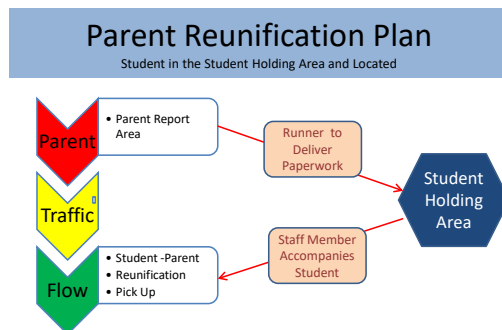 Parent Reunification Plan
Student in the Student Holding Area and Located
Parent
• Parent Report
Area
Runner to
Deliver
Paperwork
Student
Holding
Area
Traffic
Staff Member
Accompanies
Student
Flow
• Student -Parent
• Reunification
• Pick Up